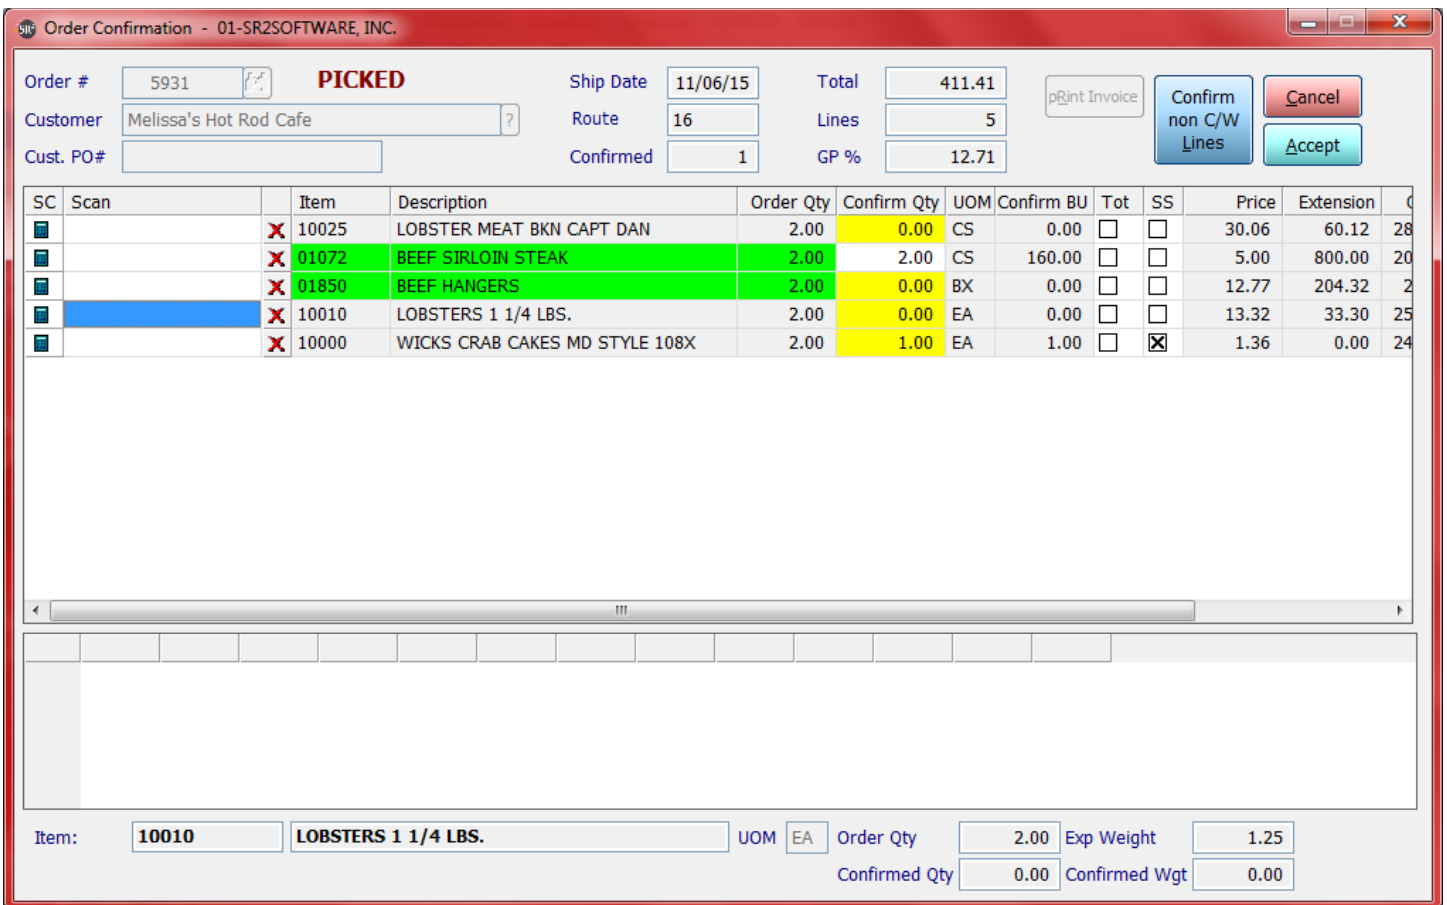 SR2 Order Confirmation - 01-SR2SOFTWARE, INC.
Order # 5931 PICKED Ship Date 11/06/15 Total 411.41 pRint Invoice Confirm non C/W Lines Cancel
Customer Melissa's Hot Rod Cafe ? Route 16 Lines 5 Accept
Cust. PO# Confirmed 1 GP % 12.71
SC Scan Item Description Order Qty Confirm Qty UOM Confirm BU Tot SS Price Extension
10025 LOBSTER MEAT BKN CAPT DAN 2.00 0.00 CS 0.00 30.06 60.12 28
01072 BEEF SIRLOIN STEAK 2.00 2.00 CS 160.00 5.00 800.00 20
01850 BEEF HANGERS 2.00 0.00 BX 0.00 12.77 204.32 2
10010 LOBSTERS 1 1/4 LBS. 2.00 0.00 EA 0.00 13.32 33.30 25
10000 WICKS CRAB CAKES MD STYLE 108X 2.00 1.00 EA 1.00 1.36 0.00 24
Item: 10010 LOBSTERS 1 1/4 LBS. UOM EA Order Qty 2.00 Exp Weight 1.25
Confirmed Qty 0.00 Confirmed Wgt 0.00